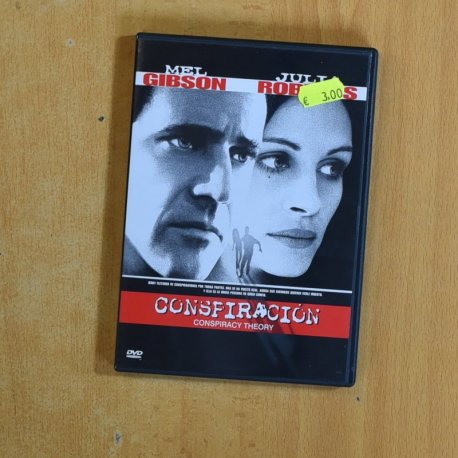 MEL
GIBSON
JULIA
ROBERTS
€ 3.00
CONSPIRACIÓN
CONSPIRACY THEORY
DVD